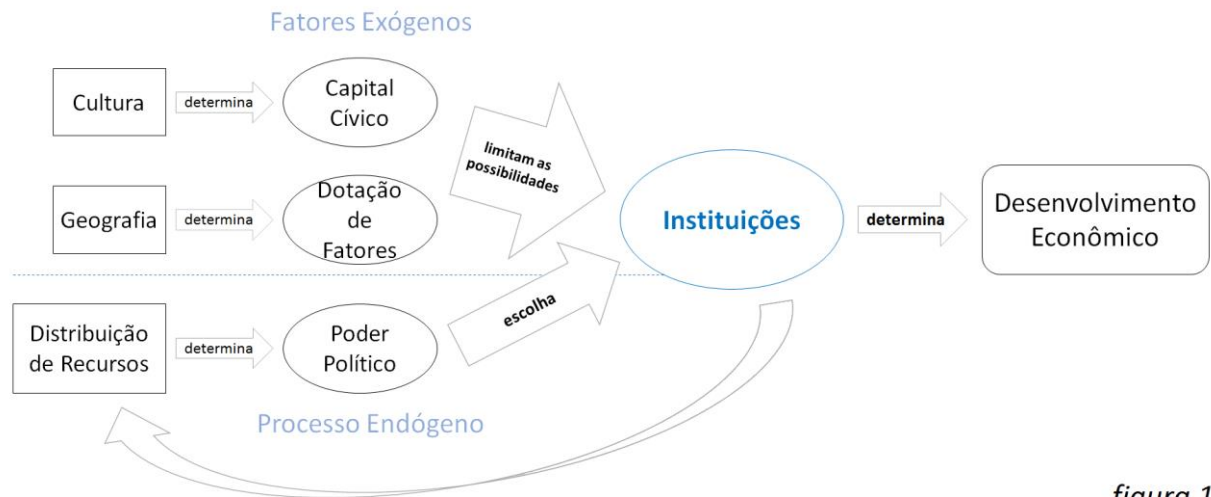 Fatores Exógenos
Cultura
determina
Capital
Cívico
limitam as
possibilidades
Geografia
determina
Dotação
de
Fatores
Instituições
determina
Desenvolvimento
Econômico
Distribuição
de Recursos
determina
Poder
Político
escolha
Processo Endógeno
figura 1